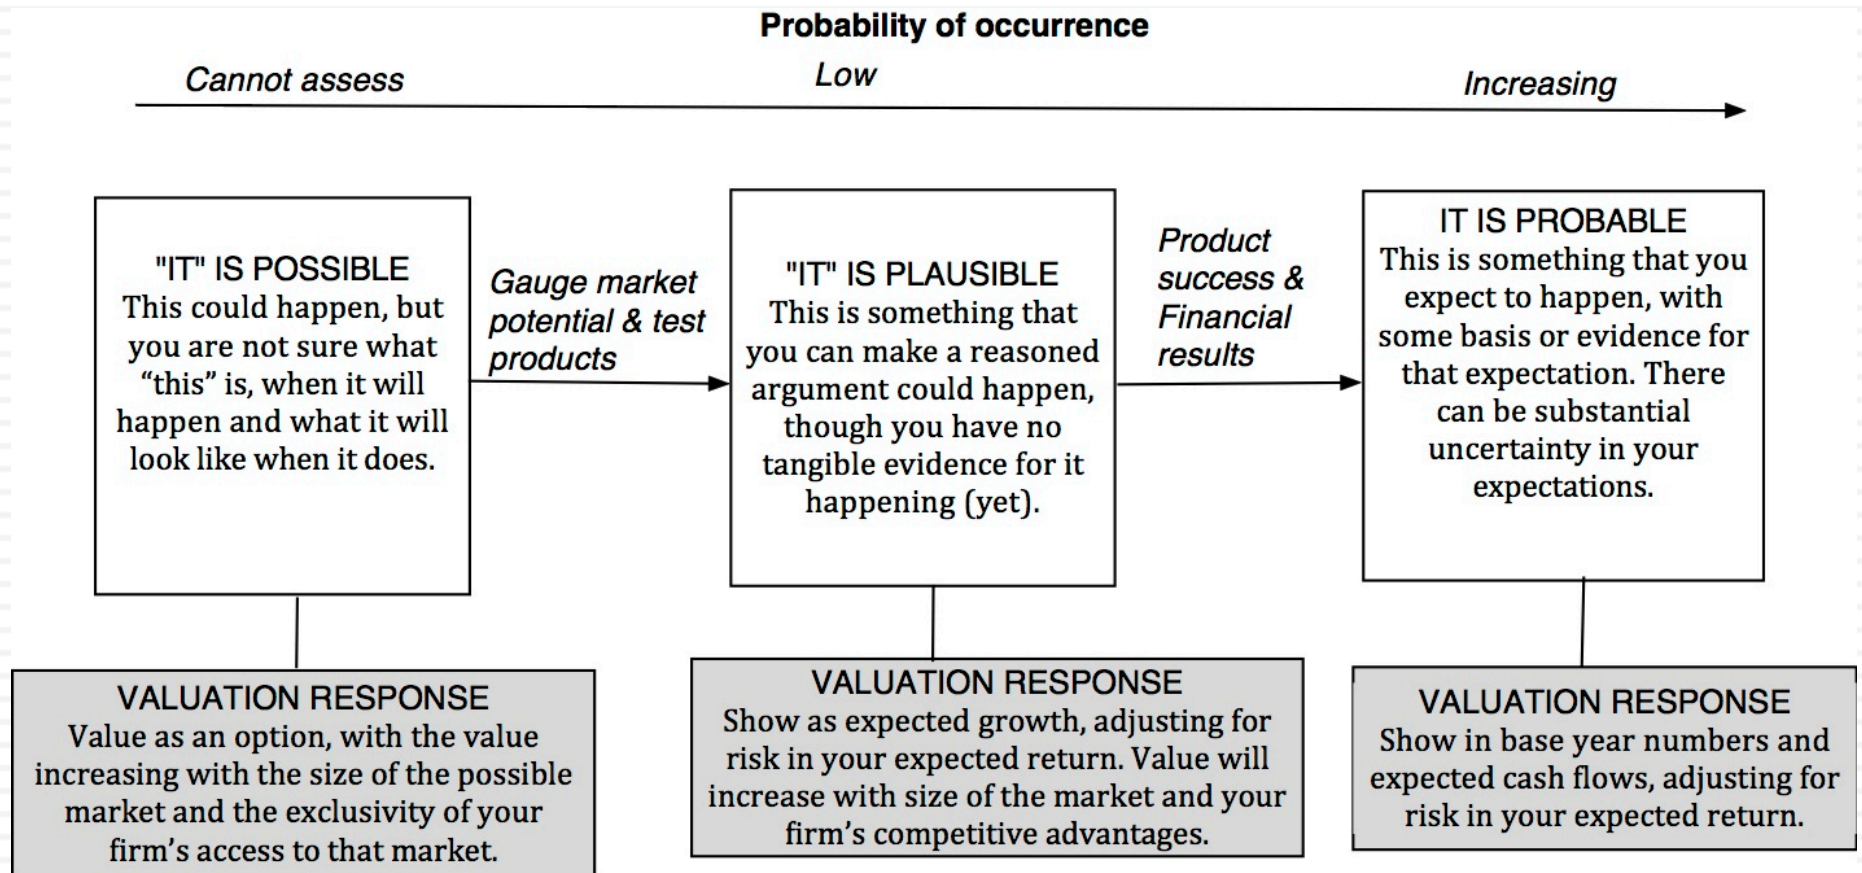 Probability of occurrence
Cannot assess
Low
Increasing
"IT" IS POSSIBLE
This could happen, but
you are not sure what
“this” is, when it will
happen and what it will
look like when it does.
Gauge market
potential & test
products
"IT" IS PLAUSIBLE
This is something that
you can make a reasoned
argument could happen,
though you have no
tangible evidence for it
happening (yet).
Product
success &
Financial
results
IT IS PROBABLE
This is something that you
expect to happen, with
some basis or evidence for
that expectation. There
can be substantial
uncertainty in your
expectations.
VALUATION RESPONSE
Value as an option, with the value
increasing with the size of the possible
market and the exclusivity of your
firm’s access to that market.
VALUATION RESPONSE
Show as expected growth, adjusting for
risk in your expected return. Value will
increase with size of the market and your
firm’s competitive advantages.
VALUATION RESPONSE
Show in base year numbers and
expected cash flows, adjusting for
risk in your expected return.